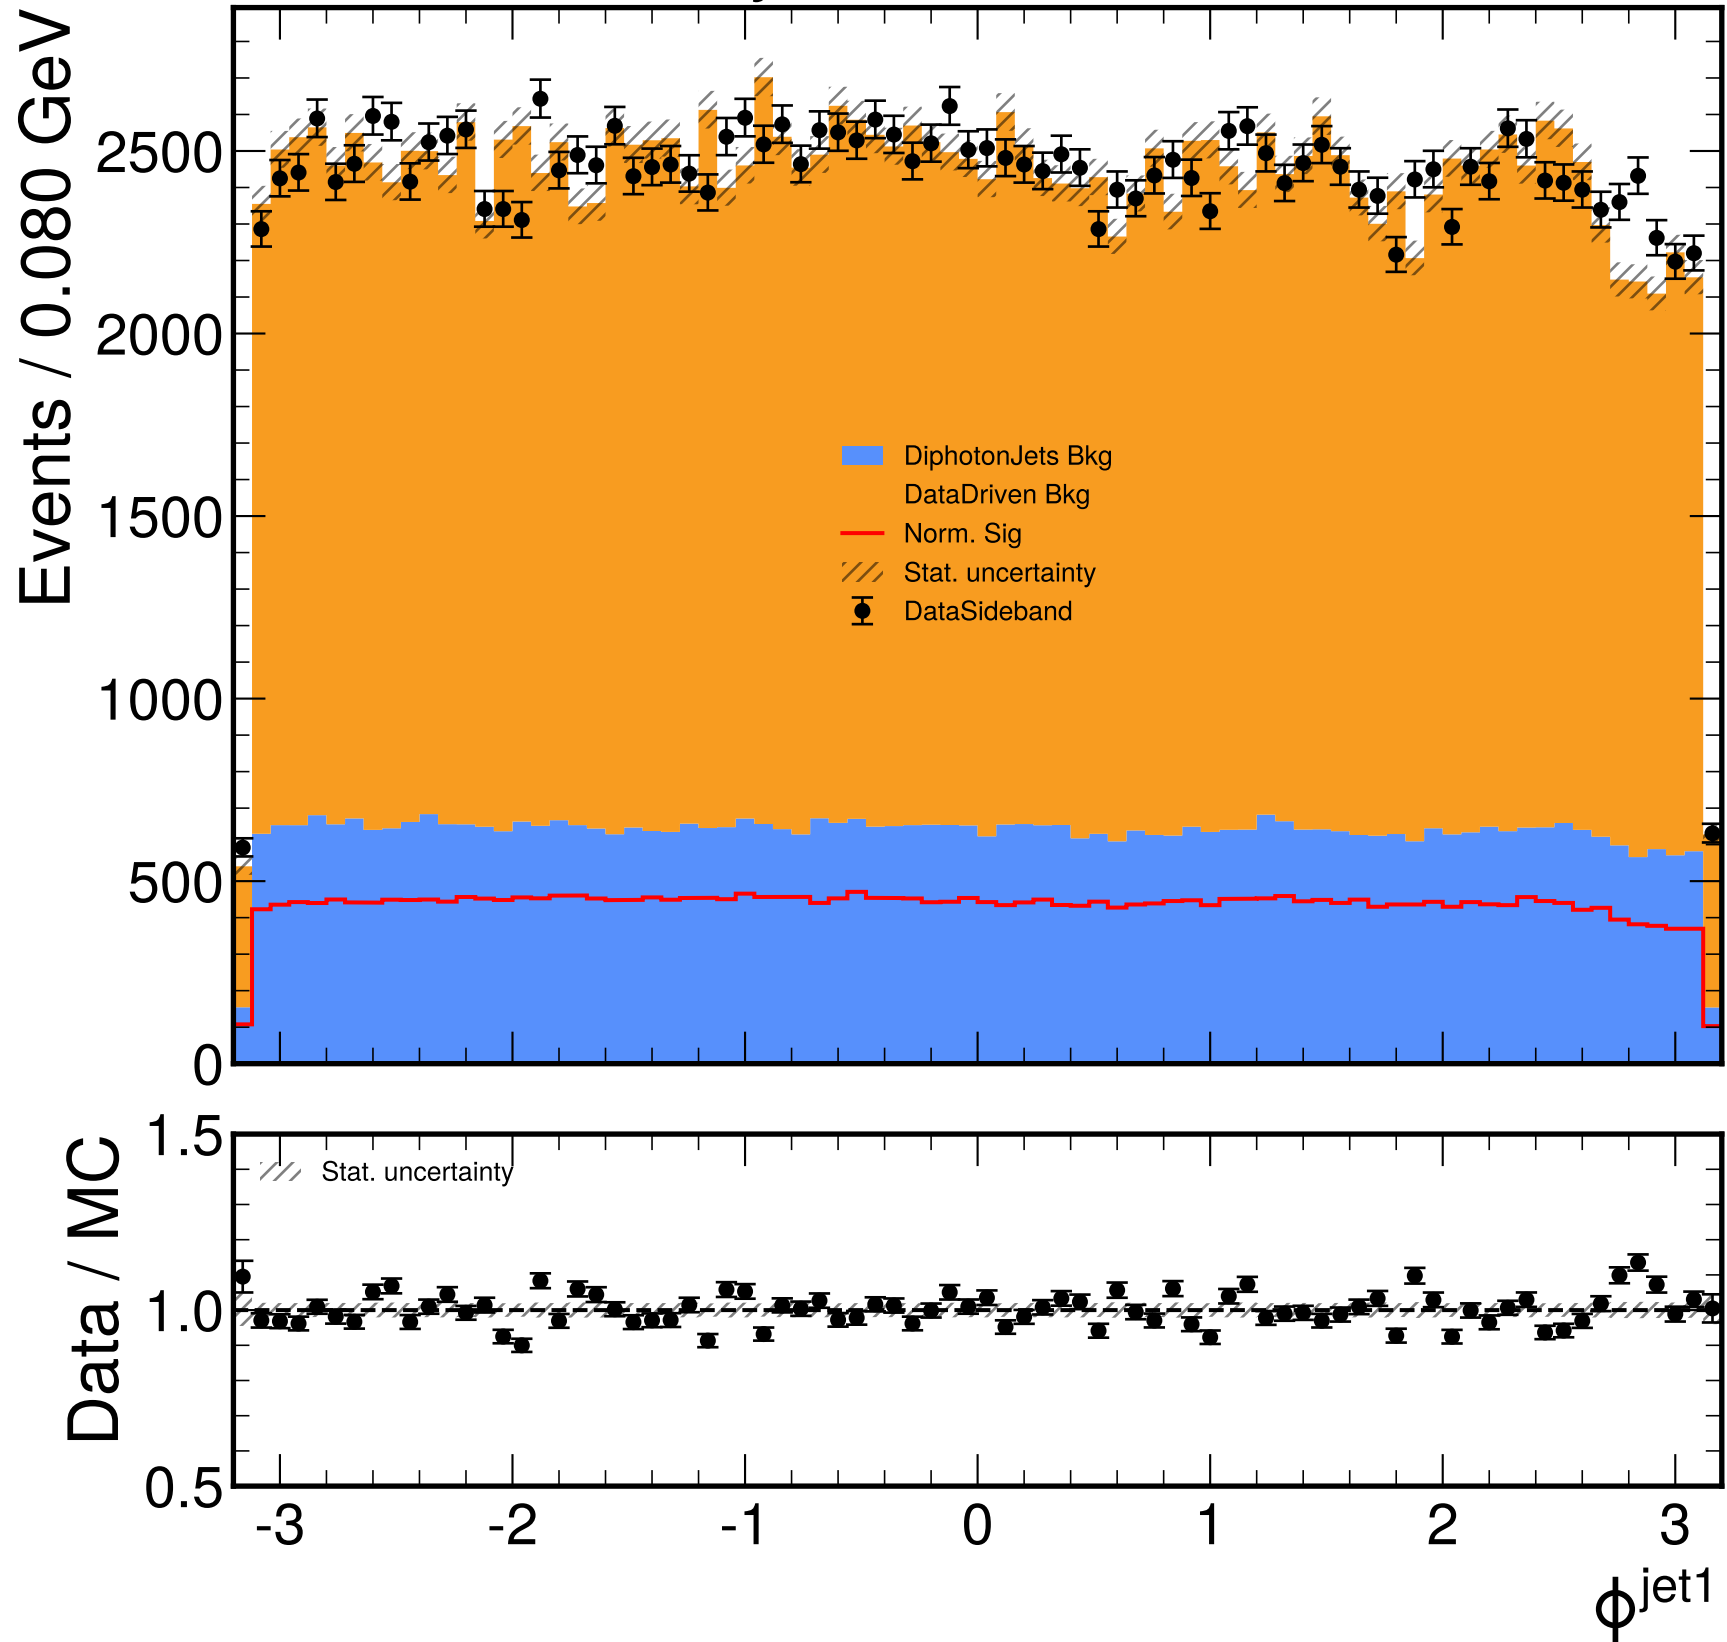 Events / 0.080 GeV
2500
2000
1500
1000
500
0
DiphotonJets Bkg
DataDriven Bkg
Norm. Sig
Stat. uncertainty
DataSideband
Data / MC
1.5
1.0
0.5
Stat. uncertainty
-3 -2 -1 0 1 2 3
ϕ^jet1